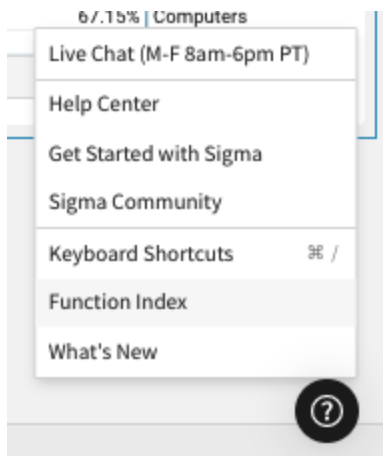 67.15% Computers
Live Chat (M-F 8am-6pm PT)
Help Center
Get Started with Sigma
Sigma Community
Keyboard Shortcuts ⌘ /
Function Index
What's New
?